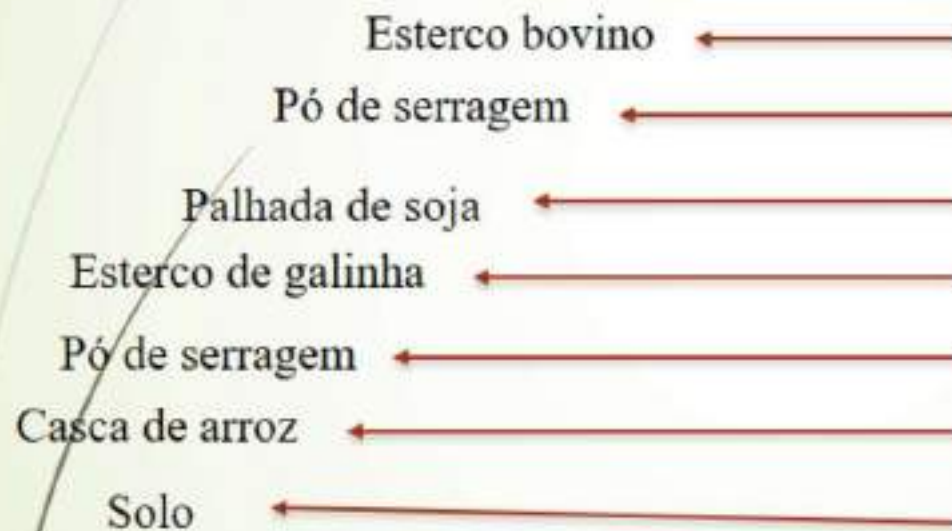 Esterco bovino
Pó de serragem
Palhada de soja
Esterco de galinha
Pó de serragem
Casca de arroz
Solo